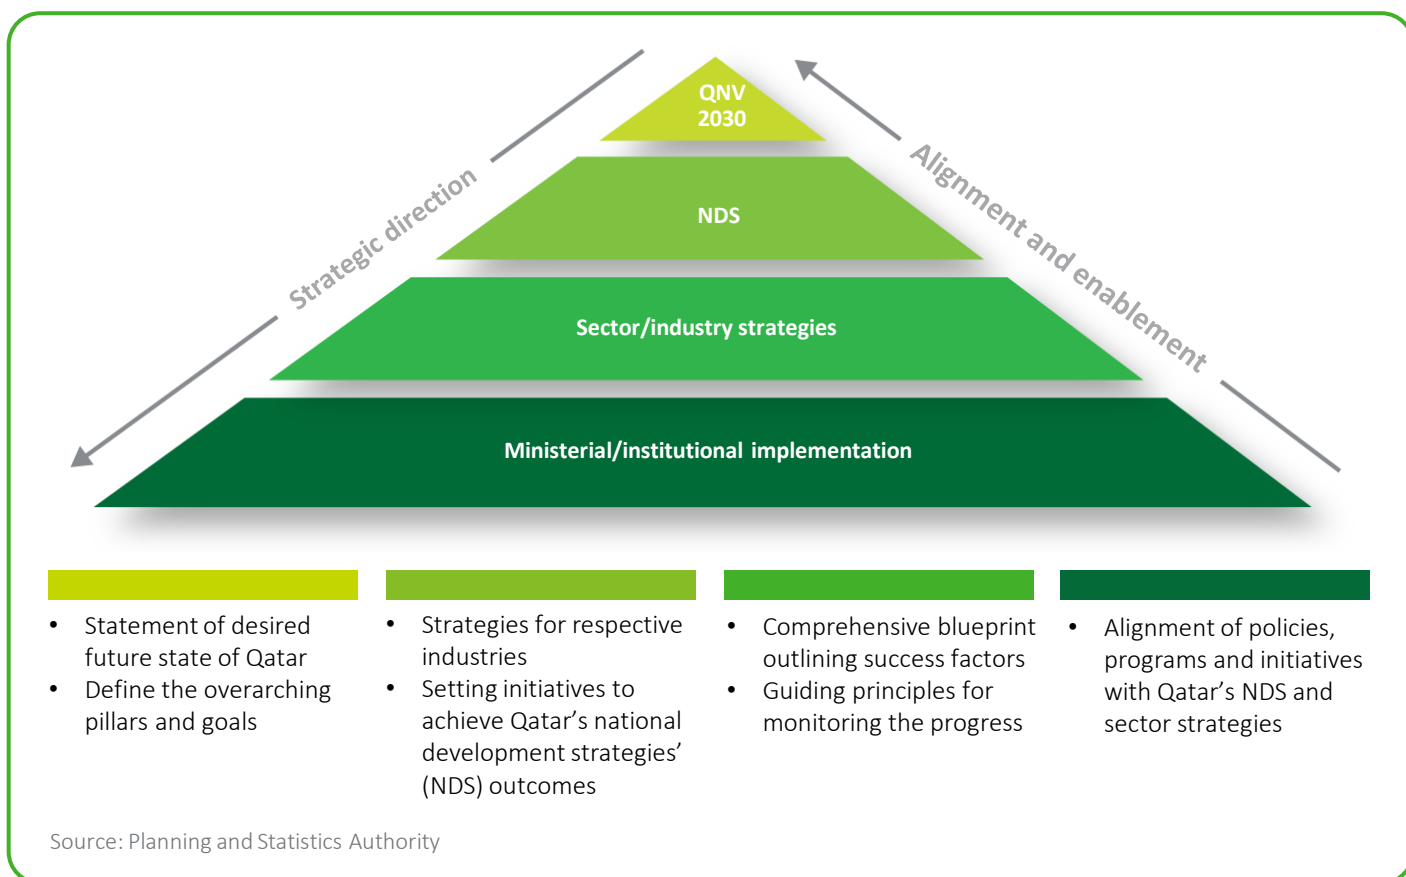 QNV
2030
Strategic direction
Alignment and enablement
NDS
Sector/industry strategies
Ministerial/institutional implementation
• Statement of desired
future state of Qatar
• Define the overarching
pillars and goals
• Strategies for respective
industries
• Setting initiatives to
achieve Qatar’s national
development strategies’
(NDS) outcomes
• Comprehensive blueprint
outlining success factors
• Guiding principles for
monitoring the progress
• Alignment of policies,
programs and initiatives
with Qatar’s NDS and
sector strategies
Source: Planning and Statistics Authority